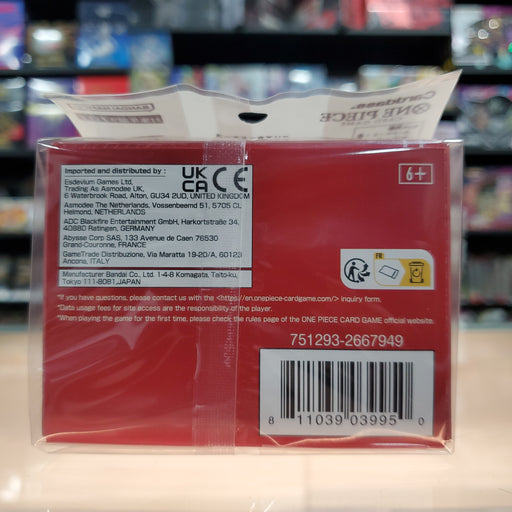 Cardass
ONE PIECE
Imported and distributed by :
UK
CA
CE
Esdevium Games Ltd,
Trading As Asmodee UK,
6 Waterbrook Road, Alton, GU34 2UD, UNITED KINGDOM
Asmodee The Netherlands, Vossenbeemd 51, 5705 CL
Helmond, NETHERLANDS
ADC Blackfire Entertainment GmbH, Harkortstraße 34,
40880 Ratingen, GERMANY
Abysse Corp SAS, 133 Avenue de Caen 76530
Grand-Couronne, FRANCE
GameTrade Distribuzione, Via Maratta 19-20/A, 60123
Ancona, ITALY
Manufacturer Bandai Co., Ltd. 1-4-8 Komagata, Taito-ku,
Tokyo 111-8081,JAPAN
6+
FR
*If you have questions, please contact us with the <https://en.onepiece-cardgame.com/> inquiry form.
*Data usage fees for site access are the responsibility of the player.
*When playing the game for the first time, please check the rules page of the ONE PIECE CARD GAME official website.
751293-2667949
8 11039 03995 0